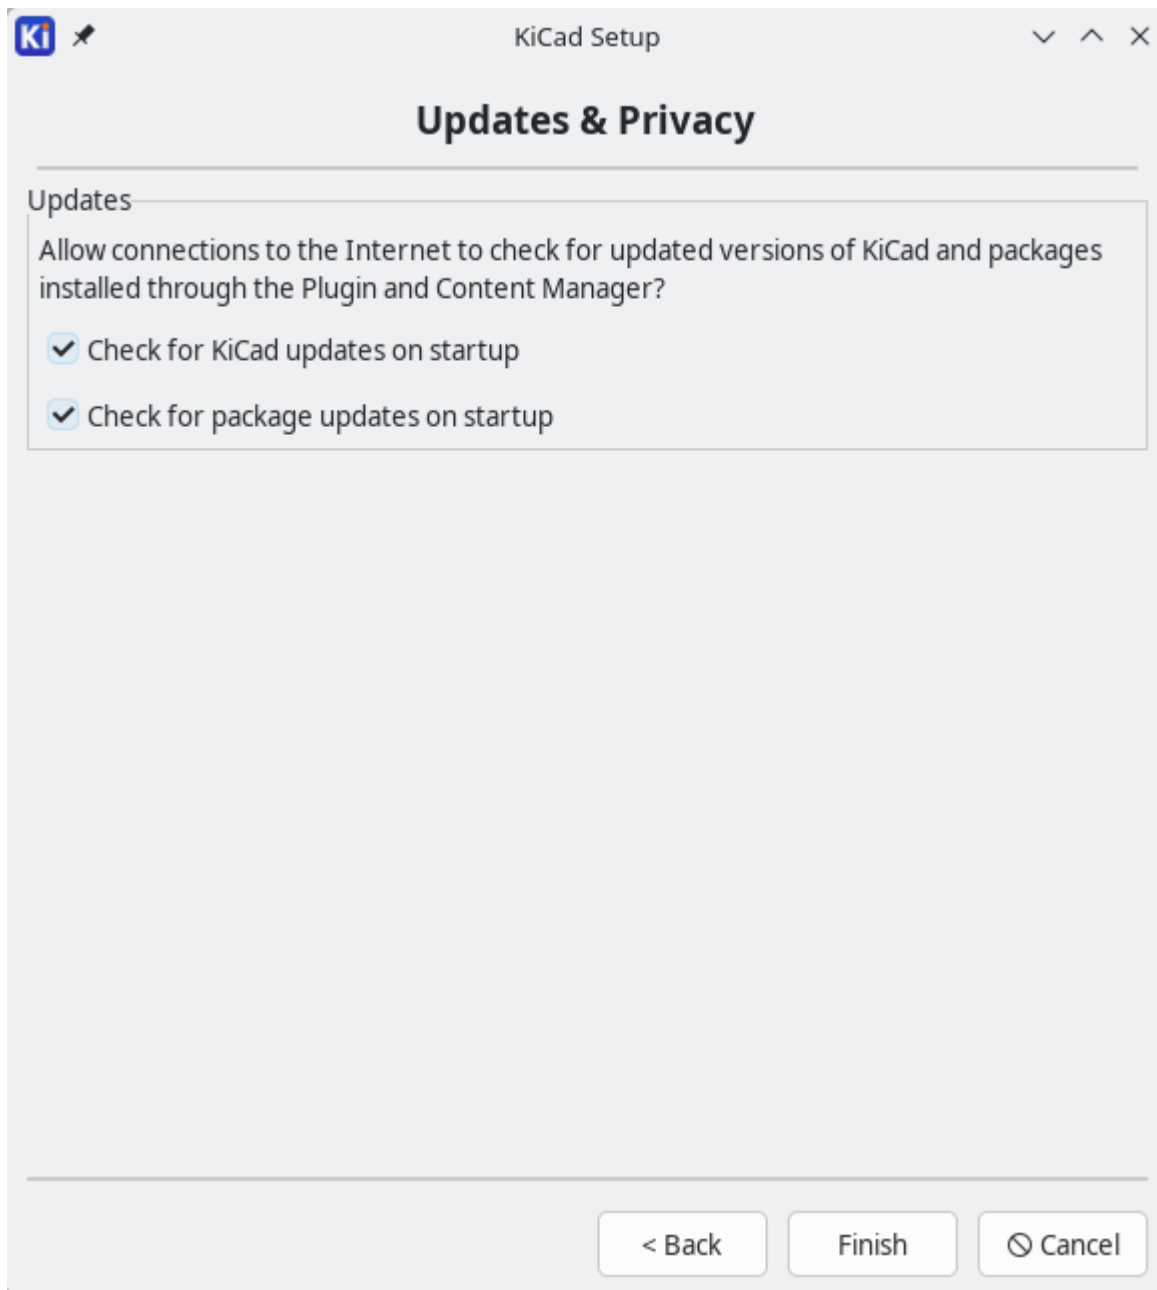 Ki
KiCad Setup
Updates & Privacy
Updates
Allow connections to the Internet to check for updated versions of KiCad and packages
installed through the Plugin and Content Manager?
Check for KiCad updates on startup
Check for package updates on startup
< Back
Finish
Cancel